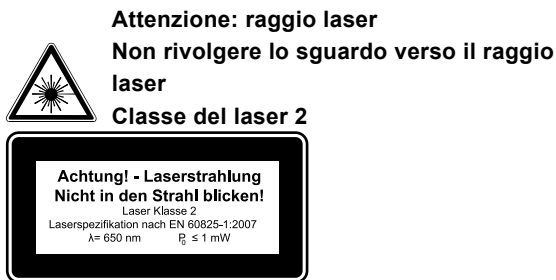 Attenzione: raggio laser
Non rivolgere lo sguardo verso il raggio
laser
Classe del laser 2
Achtung! - Laserstrahlung
Nicht in den Strahl blicken!
Laser Klasse 2
Laserspezifikation nach EN 60825-1:2007
λ= 650 nm P₀ ≤ 1 mW